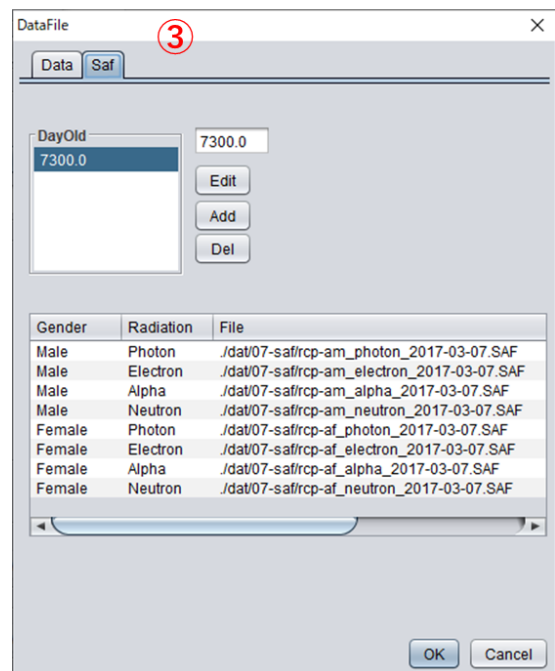 DataFile
③
Data Saf
DayOld
7300.0
7300.0
Edit
Add
Del
Gender Radiation File
Male Photon ./dat/07-saf/rcp-am_photon_2017-03-07.SAF
Male Electron ./dat/07-saf/rcp-am_electron_2017-03-07.SAF
Male Alpha ./dat/07-saf/rcp-am_alpha_2017-03-07.SAF
Male Neutron ./dat/07-saf/rcp-am_neutron_2017-03-07.SAF
Female Photon ./dat/07-saf/rcp-af_photon_2017-03-07.SAF
Female Electron ./dat/07-saf/rcp-af_electron_2017-03-07.SAF
Female Alpha ./dat/07-saf/rcp-af_alpha_2017-03-07.SAF
Female Neutron ./dat/07-saf/rcp-af_neutron_2017-03-07.SAF
OK Cancel